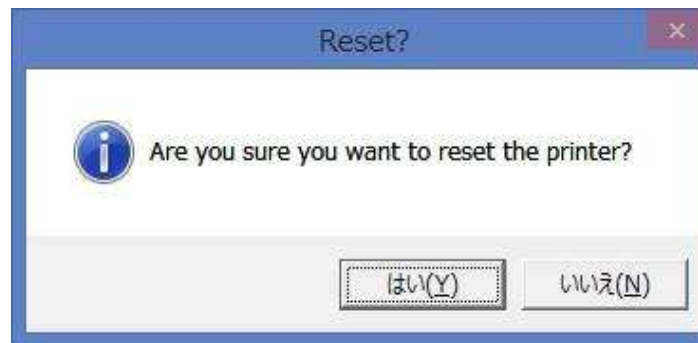 Reset?
Are you sure you want to reset the printer?
はい(Y)
いいえ(N)